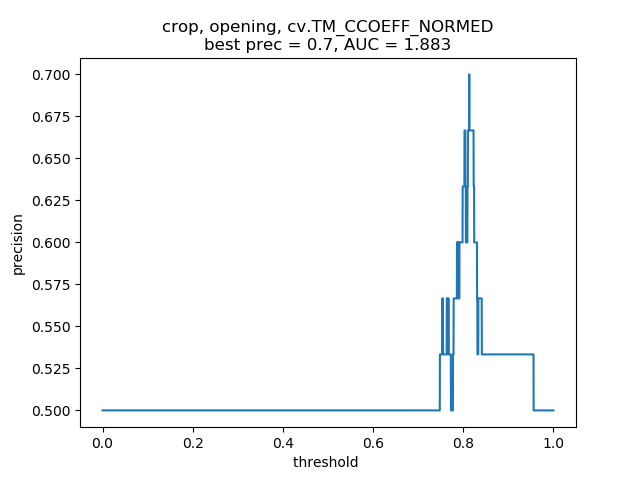 crop, opening, cv.TM_CCOEFF_NORMED
best prec = 0.7, AUC = 1.883
0.700
0.675
0.650
0.625
0.600
0.575
0.550
0.525
0.500
precision
0.0 0.2 0.4 0.6 0.8 1.0
threshold